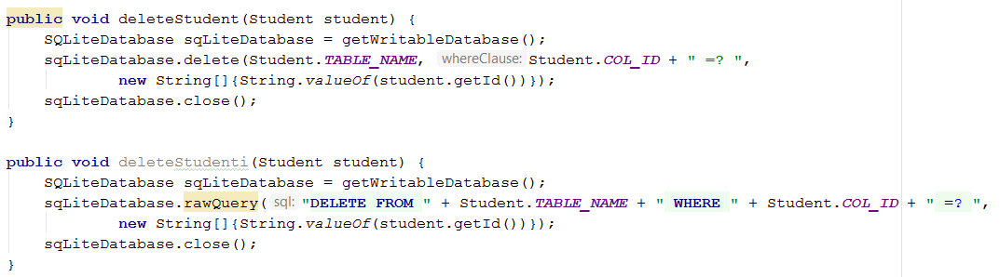 public void deleteStudent(Student student) {
SQLiteDatabase sqLiteDatabase = getWritableDatabase();
sqLiteDatabase.delete(Student.TABLE_NAME, whereClause: Student.COL_ID + " =? ",
new String[]{String.valueOf(student.getId())});
sqLiteDatabase.close();
}
public void deleteStudenti(Student student) {
SQLiteDatabase sqLiteDatabase = getWritableDatabase();
sqLiteDatabase.rawQuery( sql: "DELETE FROM " + Student.TABLE_NAME + " WHERE " + Student.COL_ID + " =? ",
new String[]{String.valueOf(student.getId())});
sqLiteDatabase.close();
}